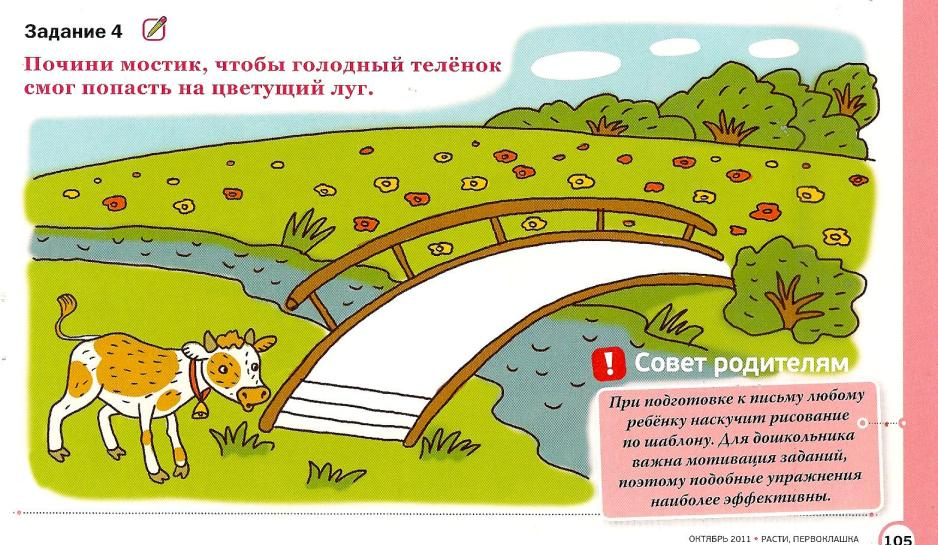 Задание 4
Почини мостик, чтобы голодный телёнок
смог попасть на цветущий луг.
! Совет родителям
При подготовке к письму любому
ребёнку наскучит рисование
по шаблону. Для дошкольника
важна мотивация заданий,
поэтому подобные упражнения
наиболее эффективны.
ОКТЯБРЬ 2011 • РАСТИ, ПЕРВОКЛАШКА 105